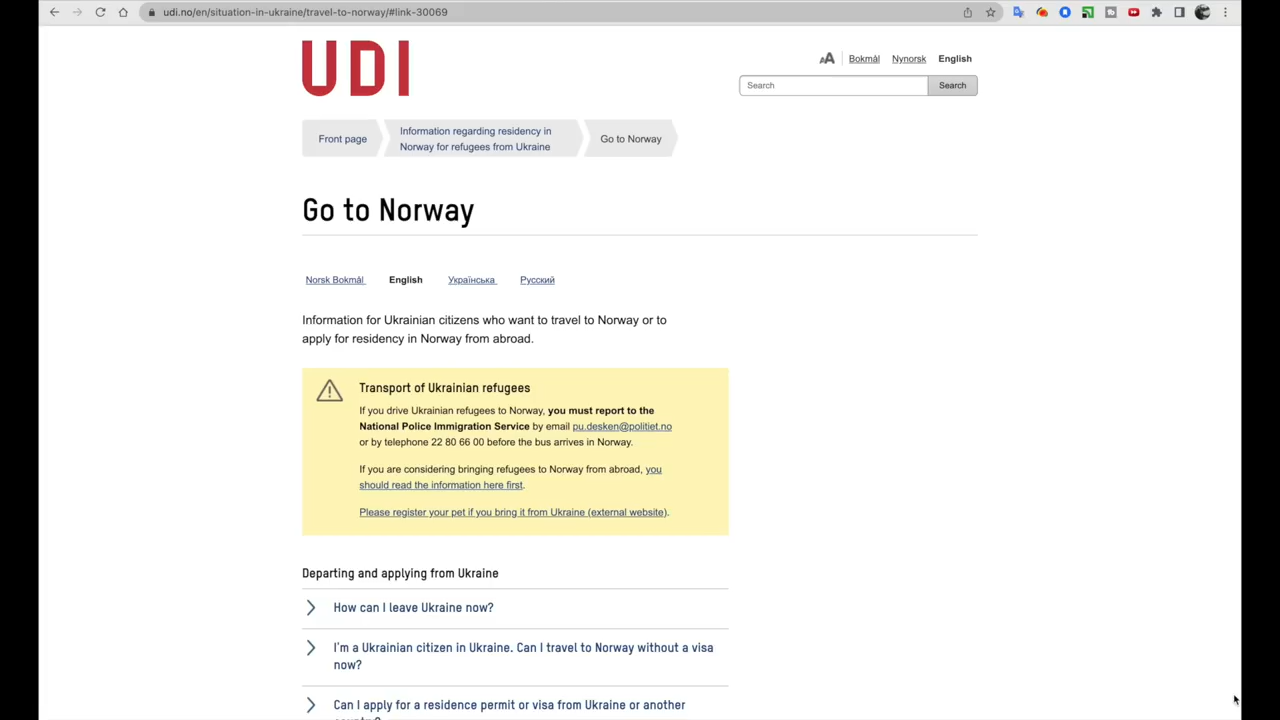 udi.no/en/situation-in-ukraine/travel-to-norway/#link-30069
UDI
AA Bokmål Nynorsk English
Search Search
Front page
Information regarding residency in
Norway for refugees from Ukraine
Go to Norway
Go to Norway
Norsk Bokmål English Українська Русский
Information for Ukrainian citizens who want to travel to Norway or to
apply for residency in Norway from abroad.
Transport of Ukrainian refugees
If you drive Ukrainian refugees to Norway, you must report to the
National Police Immigration Service by email pu.desken@politiet.no
or by telephone 22 80 66 00 before the bus arrives in Norway.
If you are considering bringing refugees to Norway from abroad, you
should read the information here first.
Please register your pet if you bring it from Ukraine (external website).
Departing and applying from Ukraine
How can I leave Ukraine now?
I'm a Ukrainian citizen in Ukraine. Can I travel to Norway without a visa
now?
Can I apply for a residence permit or visa from Ukraine or another
country?